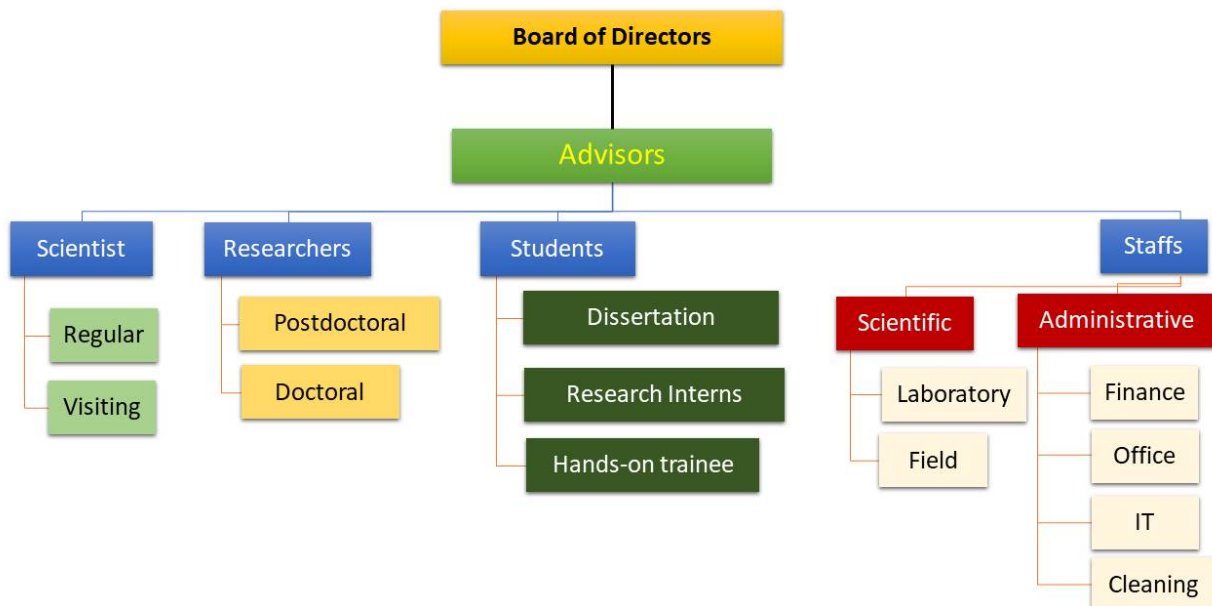 Board of Directors
Advisors
Scientist
Researchers
Students
Staffs
Regular
Visiting
Postdoctoral
Doctoral
Dissertation
Research Interns
Hands-on trainee
Scientific
Administrative
Laboratory
Field
Finance
Office
IT
Cleaning